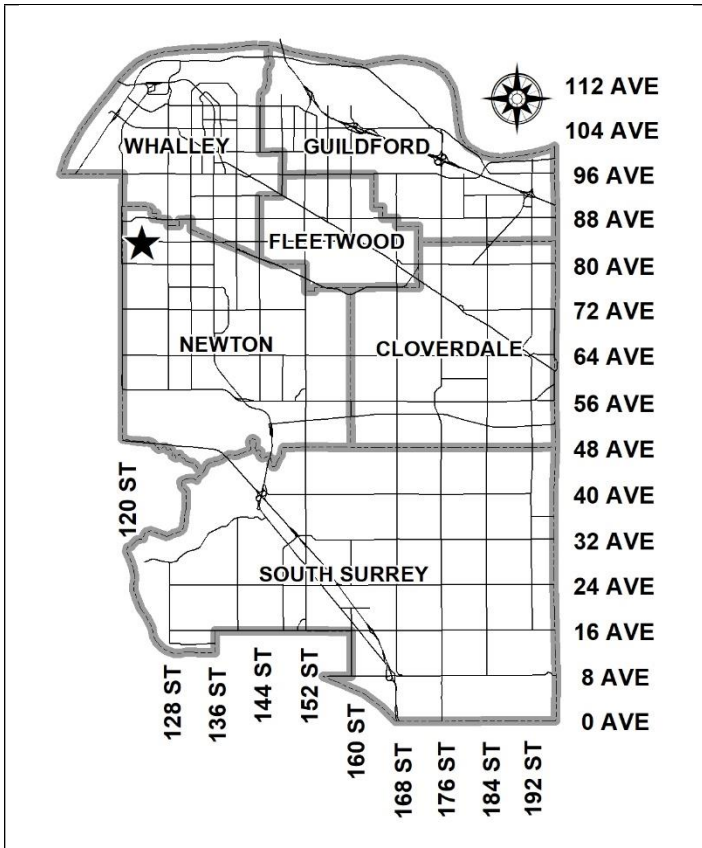 112 AVE
104 AVE
WHALLEY
GUILDFORD
96 AVE
88 AVE
FLEETWOOD
80 AVE
72 AVE
NEWTON
CLOVERDALE
64 AVE
56 AVE
48 AVE
120 ST
40 AVE
32 AVE
SOUTH SURREY
24 AVE
16 AVE
8 AVE
0 AVE
128 ST
136 ST
144 ST
152 ST
160 ST
168 ST
176 ST
184 ST
192 ST